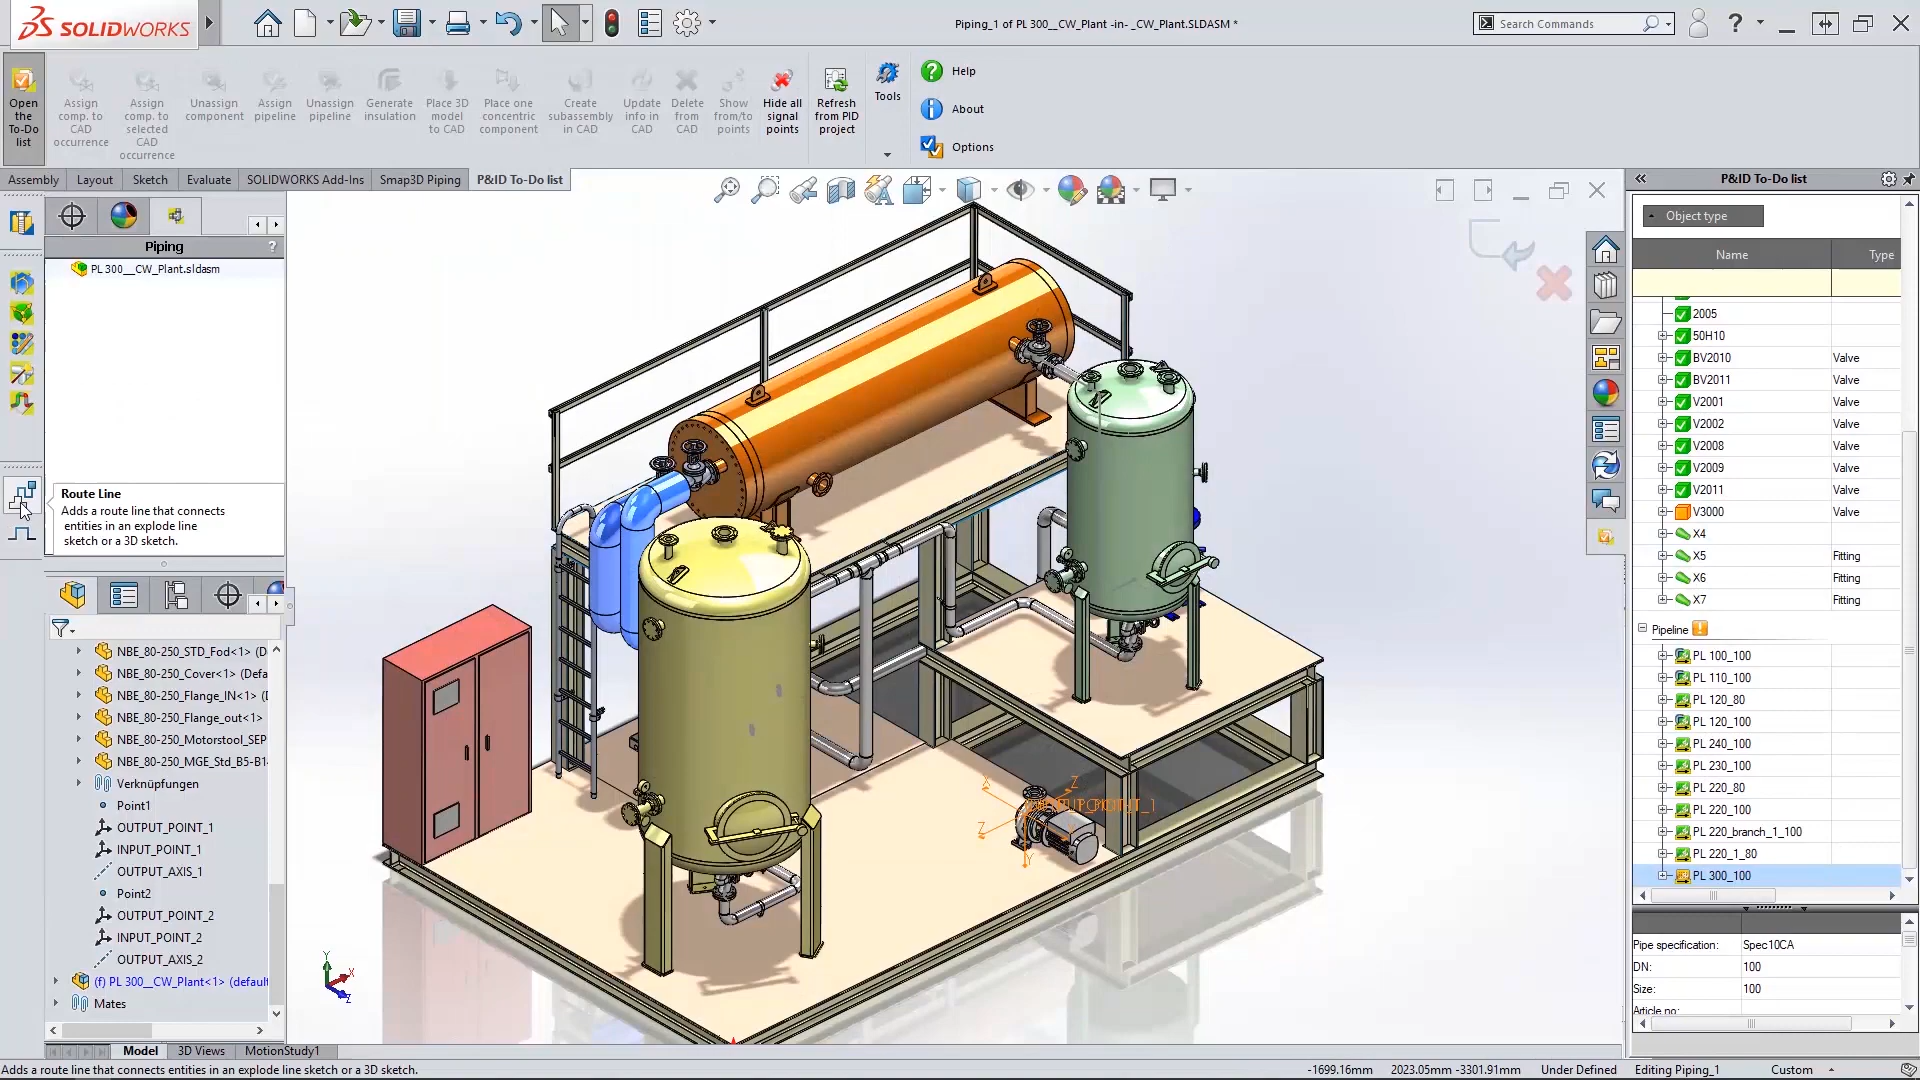 SOLIDWORKS
Piping_1 of PL 300__CW_Plant -in- _CW_Plant.SLDASM *
Search Commands
?
Open the To-Do list
Assign comp. to CAD occurrence
Assign comp. to selected CAD occurrence
Unassign component
Assign pipeline
Unassign pipeline
Generate insulation
Place 3D model to CAD
Place one concentric component
Create subassembly in CAD
Update info in CAD
Delete from CAD
Show from/to points
Hide all signal points
Refresh from PID project
Tools
Help
About
Options
Assembly
Layout
Sketch
Evaluate
SOLIDWORKS Add-Ins
Smap3D Piping
P&ID To-Do list
Piping
?
PL 300__CW_Plant.sldasm
Route Line
Adds a route line that connects
entities in an explode line
sketch or a 3D sketch.
NBE_80-250_STD_Fod<1> (D
NBE_80-250_Cover<1> (Defa
NBE_80-250_Flange_IN<1> (I
NBE_80-250_Flange_out<1>
NBE_80-250_Motorstool_SEP
NBE_80-250_MGE_Std_B5-B1
Verknüpfungen
Point1
OUTPUT_POINT_1
INPUT_POINT_1
OUTPUT_AXIS_1
Point2
OUTPUT_POINT_2
INPUT_POINT_2
OUTPUT_AXIS_2
(f) PL 300__CW_Plant<1> (default
Mates
Model
3D Views
MotionStudy1
X
Z
Z
Y
Y
X
Z
P&ID To-Do list
Object type
Name
Type
2005
50H10
BV2010 Valve
BV2011 Valve
V2001 Valve
V2002 Valve
V2008 Valve
V2009 Valve
V2011 Valve
V3000 Valve
X4
X5 Fitting
X6 Fitting
X7 Fitting
Pipeline
PL 100_100
PL 110_100
PL 120_80
PL 120_100
PL 240_100
PL 230_100
PL 220_80
PL 220_100
PL 220_branch_1_100
PL 220_1_80
PL 300_100
Pipe specification: Spec10CA
DN: 100
Size: 100
Article no:
Adds a route line that connects entities in an explode line sketch or a 3D sketch.
-1699.16mm
2023.05mm -3301.91mm
Under Defined
Editing Piping_1
Custom